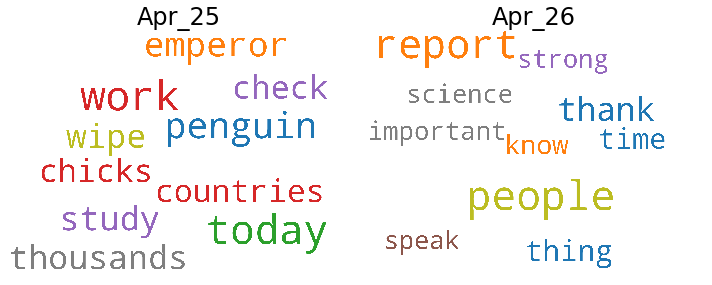 Apr_25
emperor
work
check
wipe
penguin
chicks
countries
study
today
thousands
Apr_26
report
strong
science
thank
important
know
time
people
speak
thing